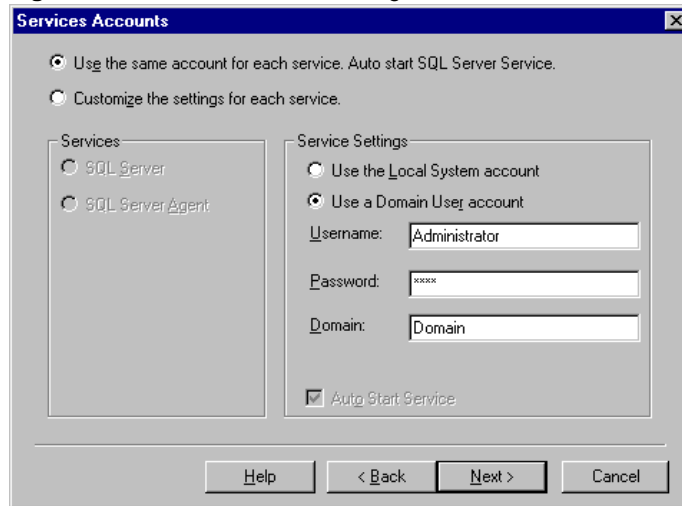 Services Accounts
Use the same account for each service. Auto start SQL Server Service.
Customize the settings for each service.
Services
SQL Server
SQL Server Agent
Service Settings
Use the Local System account
Use a Domain User account
Username: Administrator
Password: ****
Domain: Domain
Auto Start Service
Help
< Back
Next >
Cancel